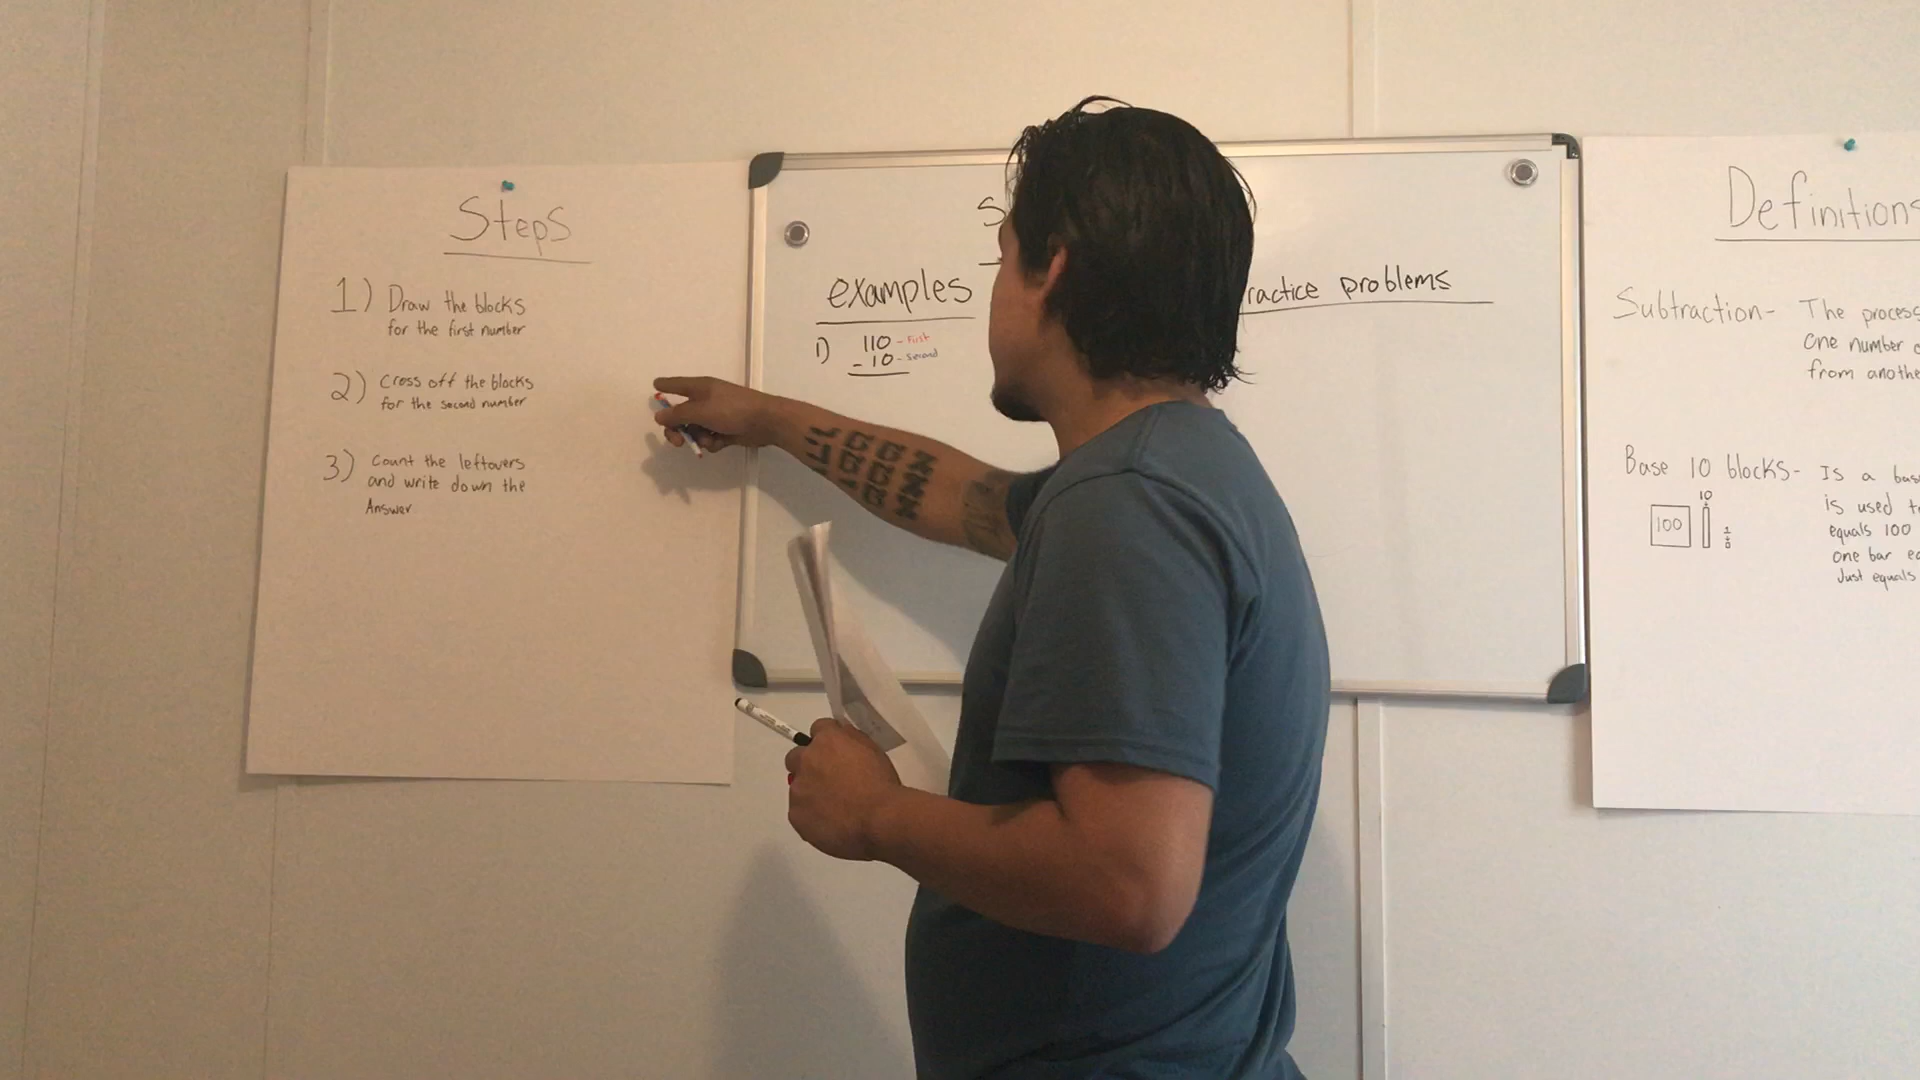 Steps
1) Draw the blocks
for the first number
2) Cross off the blocks
for the second number
3) Count the leftovers
and write down the
Answer
S
examples
1) 110 - First
- 10 - Second
ractice problems
Definitions
Subtraction- The process
one number
from anothe
Base 10 blocks- Is a bas
is used t
equals 100
one bar e
Just equals
100
10
1